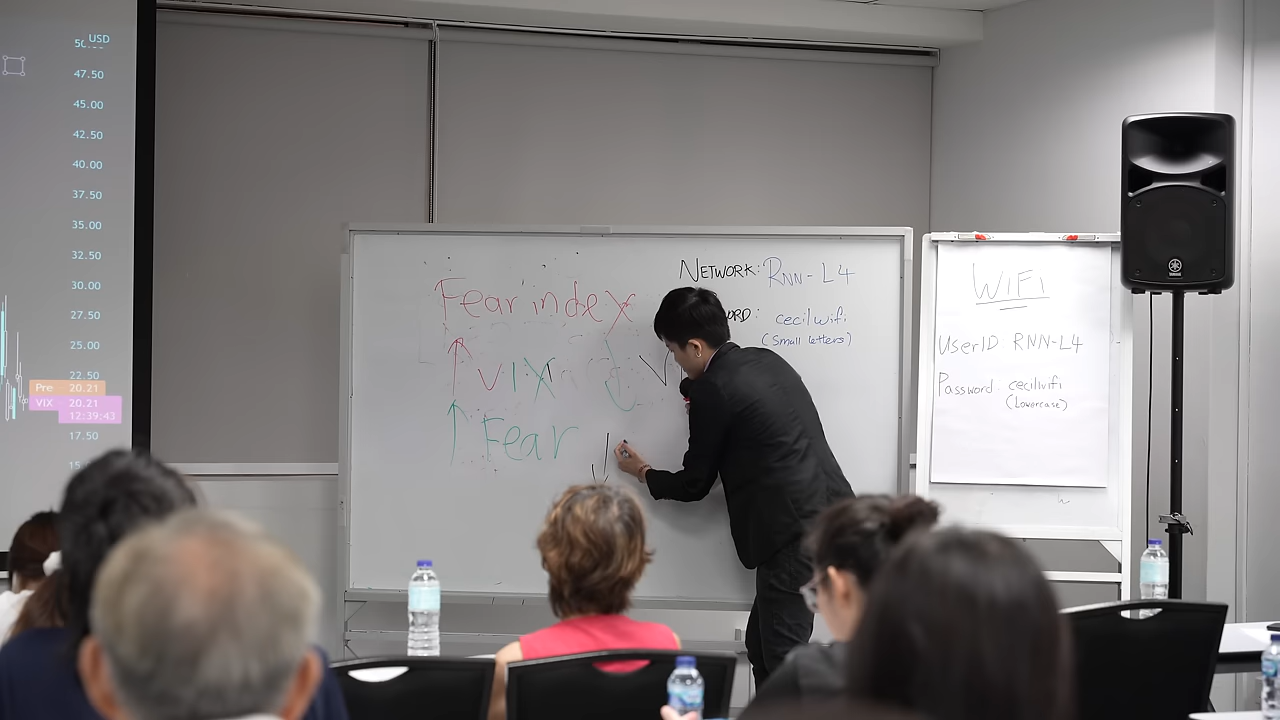 USD
47.50
45.00
42.50
40.00
37.50
35.00
32.50
30.00
27.50
25.00
22.50
Pre 20.21
VIX 20.21
12:39:43
17.50
15
Fear index
VIX
Fear
NETWORK: RNN-L4
ORD: cecilwifi
(Small letters)
WIFI
UserID RNN-L4
Password: cecilwifi
(Lowercase)